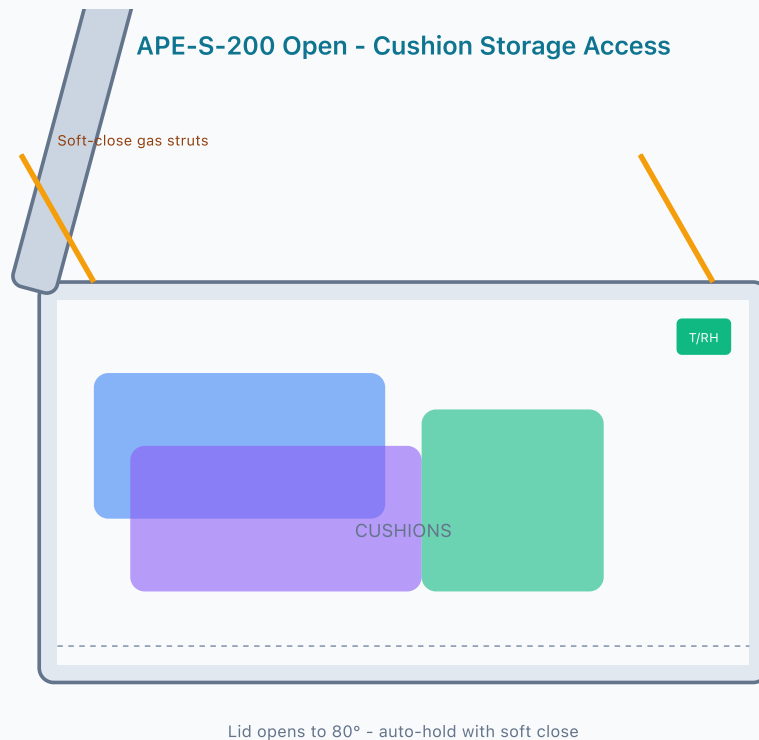 APE-S-200 Open - Cushion Storage Access
Soft-close gas struts
T/RH
CUSHIONS
Lid opens to 80° - auto-hold with soft close